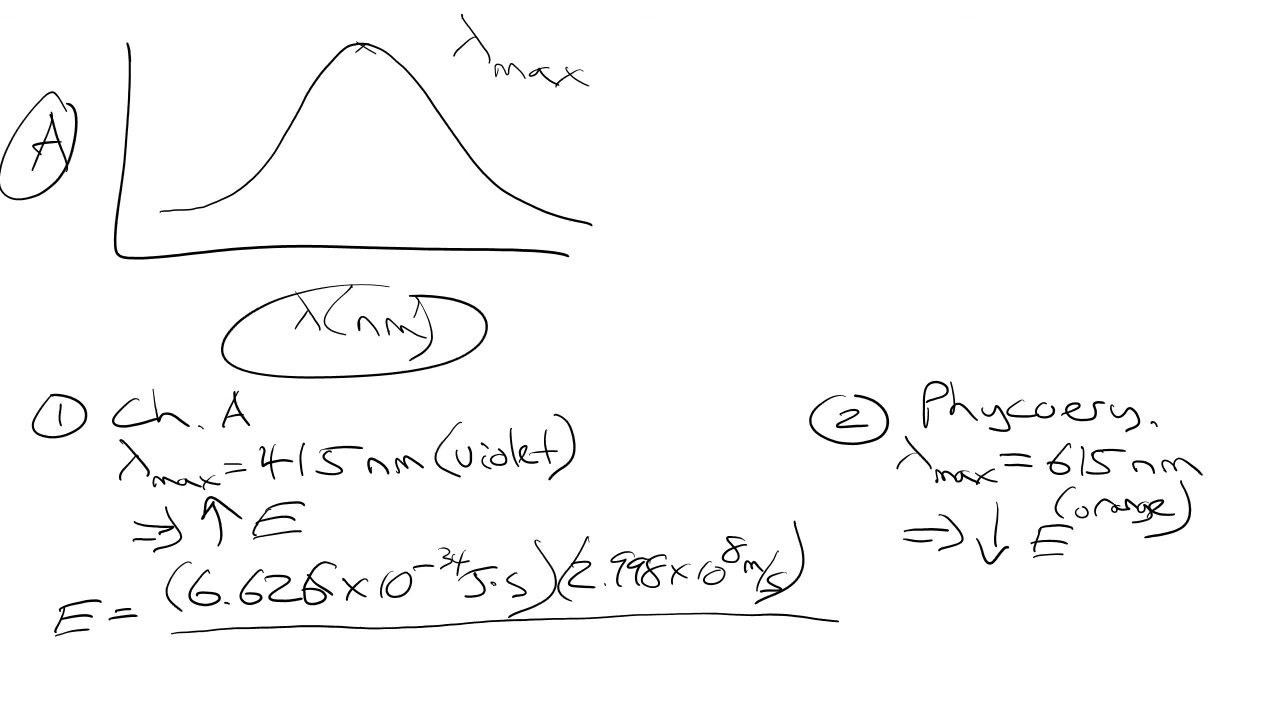 λmax
A
λ(nm)
① Ch. A
λmax = 415 nm (violet)
⇒ ↑ E
E = (6.626 x 10⁻³⁴ J·s)(2.998 x 10⁸ m/s)
② Phycoery.
λmax = 615 nm
(orange)
⇒ ↓ E